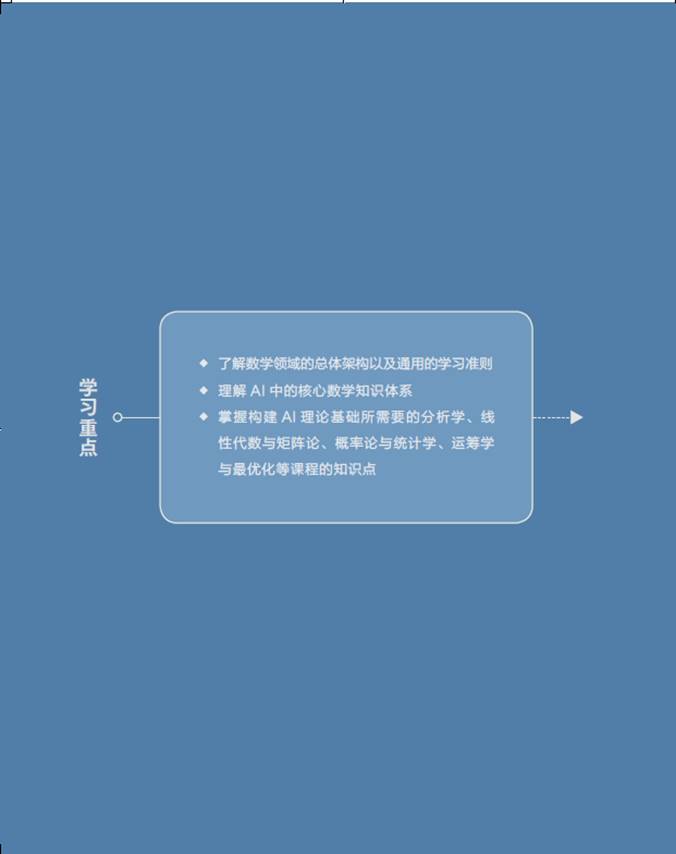 学习重点
◆ 了解数学领域的总体架构以及通用的学习准则
◆ 理解 AI 中的核心数学知识体系
◆ 掌握构建 AI 理论基础所需要的分析学、线
性代数与矩阵论、概率论与统计学、运筹学
与最优化等课程的知识点